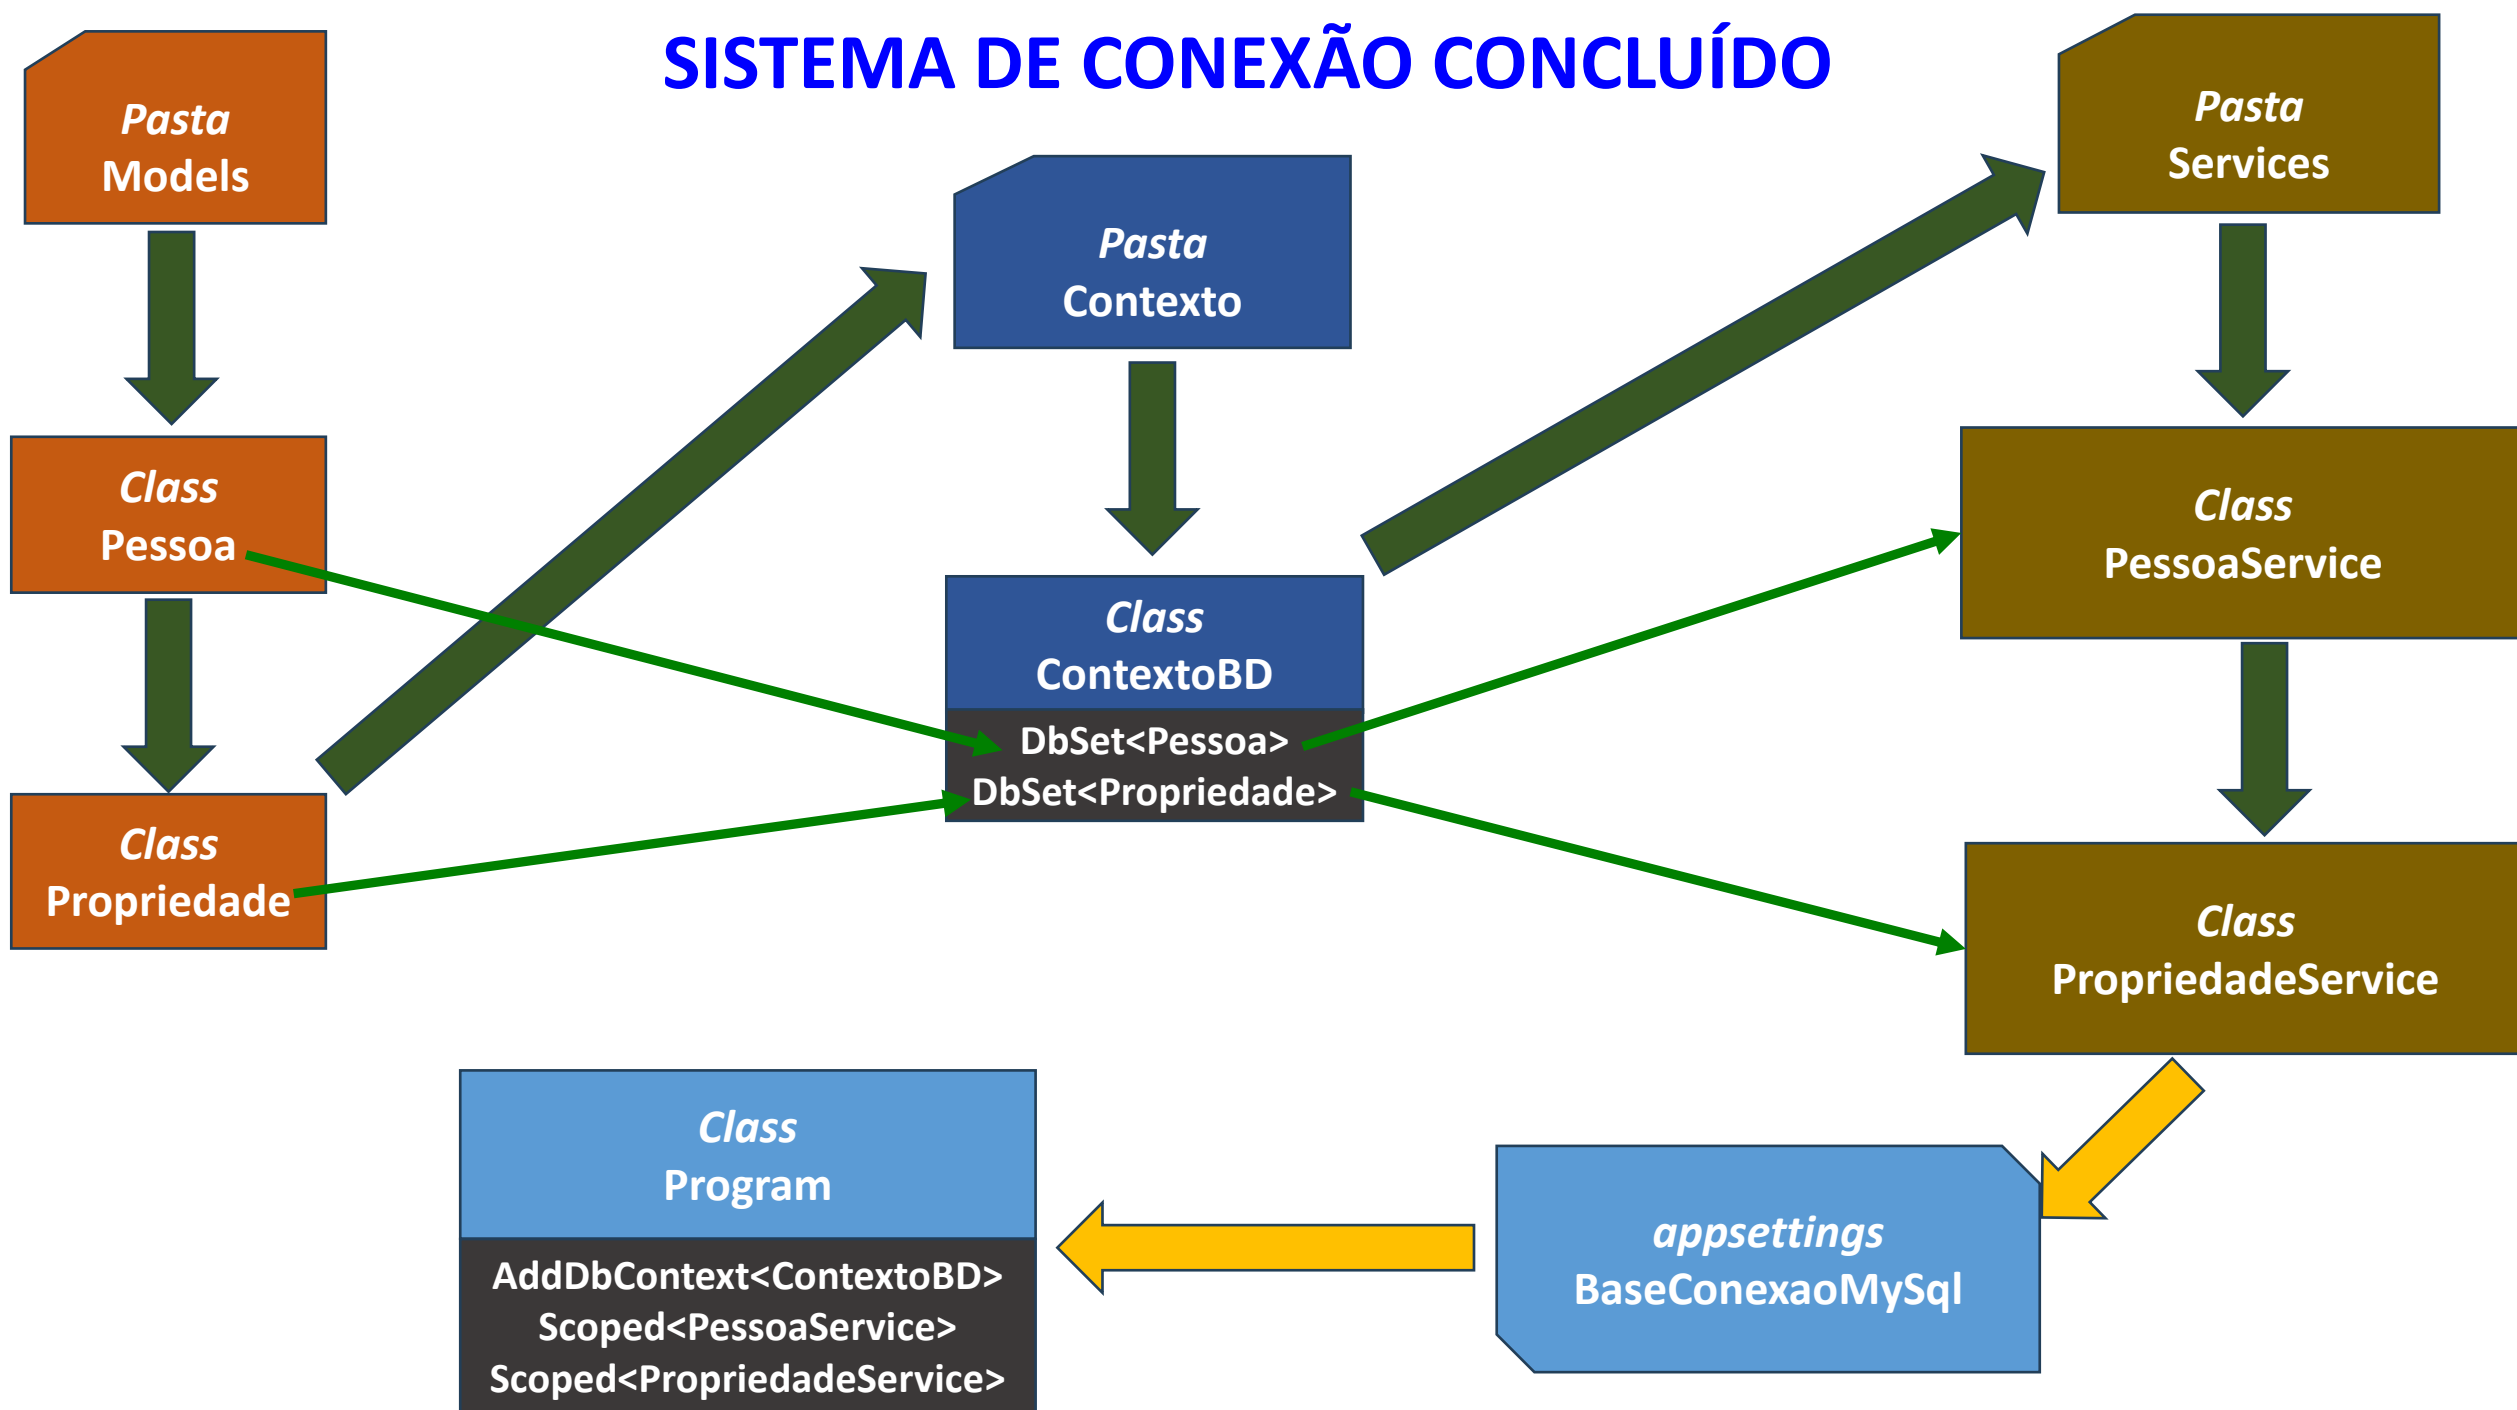 SISTEMA DE CONEXÃO CONCLUÍDO
Pasta
Models
Class
Pessoa
Class
Propriedade
Pasta
Contexto
Class
ContextoBD
DbSet<Pessoa>
DbSet<Propriedade>
Pasta
Services
Class
PessoaService
Class
PropriedadeService
appsettings
BaseConexaoMySql
Class
Program
AddDbContext<ContextoBD>
Scoped<PessoaService>
Scoped<PropriedadeService>